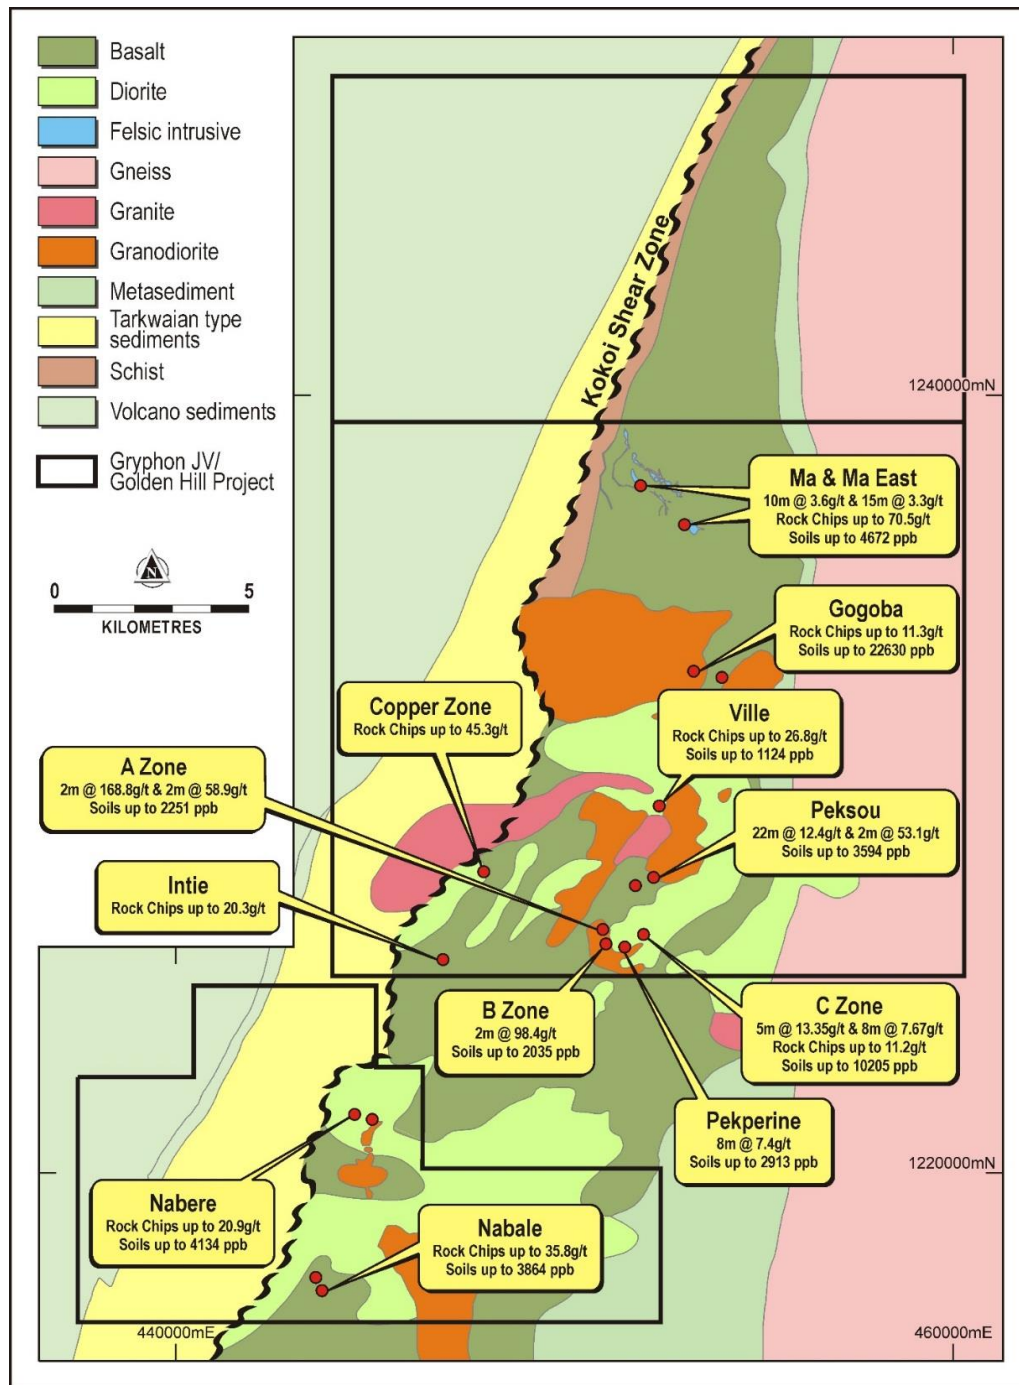 Basalt
Diorite
Felsic intrusive
Gneiss
Granite
Granodiorite
Metasediment
Tarkwaian type
sediments
Schist
Volcano sediments
Gryphon JV/
Golden Hill Project
N
0 5
KILOMETRES
Kokoi Shear Zone
1240000mN
Ma & Ma East
10m @ 3.6g/t & 15m @ 3.3g/t
Rock Chips up to 70.5g/t
Soils up to 4672 ppb
Gogoba
Rock Chips up to 11.3g/t
Soils up to 22630 ppb
Copper Zone
Rock Chips up to 45.3g/t
Ville
Rock Chips up to 26.8g/t
Soils up to 1124 ppb
A Zone
2m @ 168.8g/t & 2m @ 58.9g/t
Soils up to 2251 ppb
Peksou
22m @ 12.4g/t & 2m @ 53.1g/t
Soils up to 3594 ppb
Intie
Rock Chips up to 20.3g/t
B Zone
2m @ 98.4g/t
Soils up to 2035 ppb
C Zone
5m @ 13.35g/t & 8m @ 7.67g/t
Rock Chips up to 11.2g/t
Soils up to 10205 ppb
Pekperine
8m @ 7.4g/t
Soils up to 2913 ppb
1220000mN
Nabere
Rock Chips up to 20.9g/t
Soils up to 4134 ppb
Nabale
Rock Chips up to 35.8g/t
Soils up to 3864 ppb
440000mE
460000mE